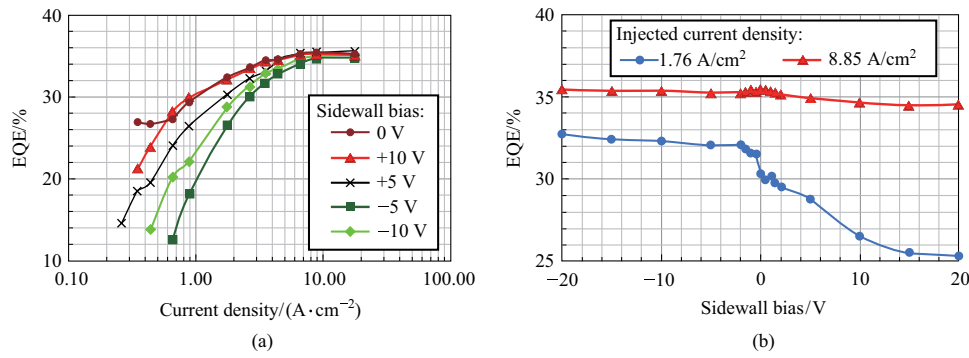 (a)
40
30
20
10
EQE/%
0.10
1.00
10.00
100.00
Current density/(A·cm⁻²)
Sidewall bias:
0 V
+10 V
+5 V
−5 V
−10 V
(a)
(b)
40
35
30
25
EQE/%
−20
−10
0
10
20
Sidewall bias/V
Injected current density:
1.76 A/cm²
8.85 A/cm²
(b)